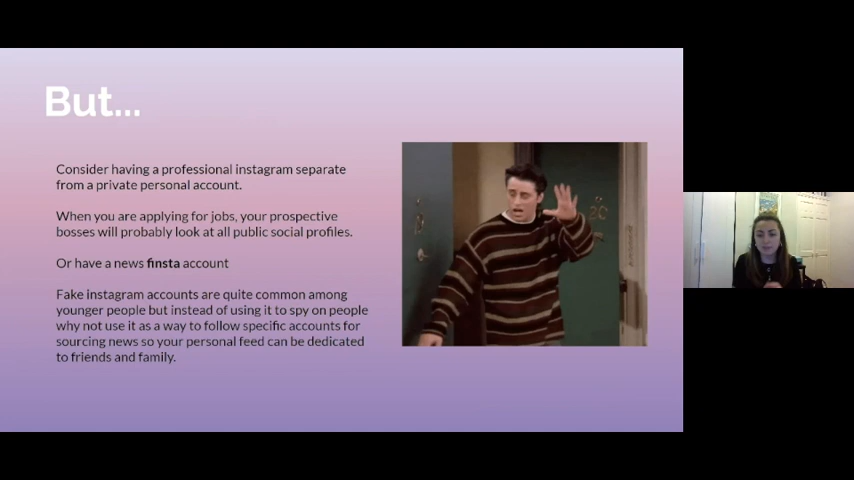 But...
Consider having a professional instagram separate
from a private personal account.
When you are applying for jobs, your prospective
bosses will probably look at all public social profiles.
Or have a news finsta account
Fake instagram accounts are quite common among
younger people but instead of using it to spy on people
why not use it as a way to follow specific accounts for
sourcing news so your personal feed can be dedicated
to friends and family.